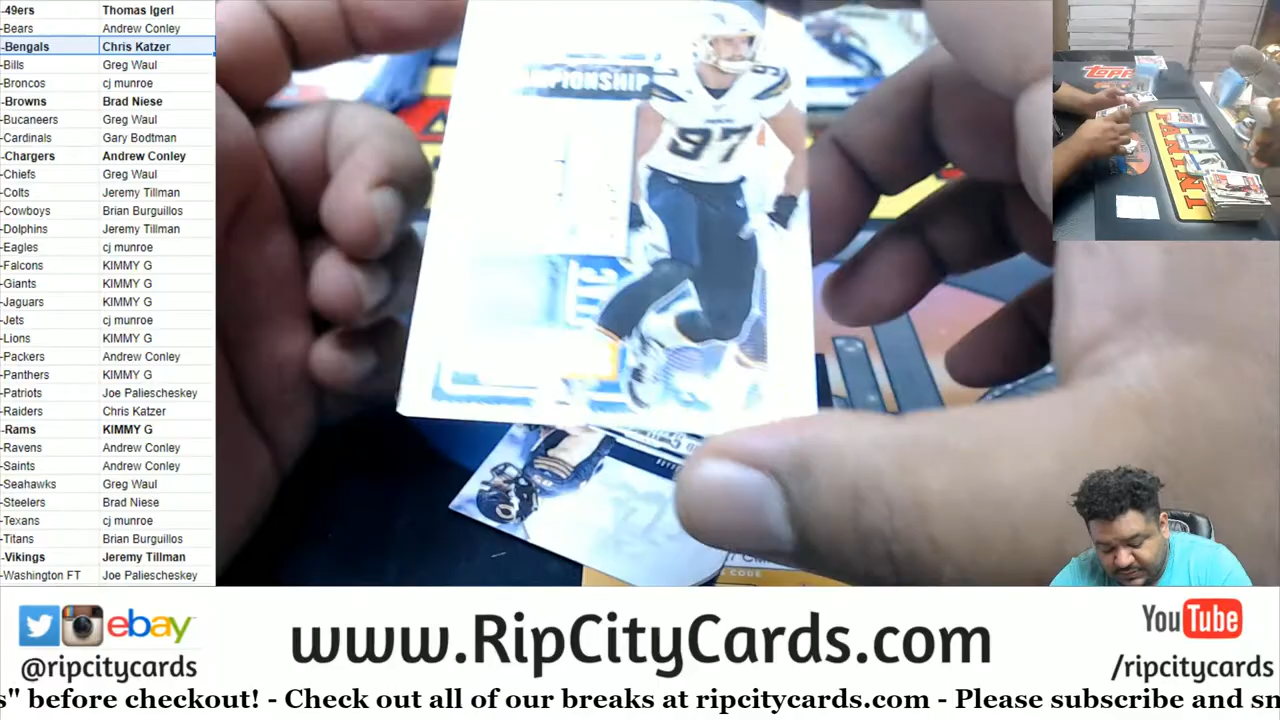 -49ers Thomas Igerl
-Bears Andrew Conley
-Bengals Chris Katzer
-Bills Greg Waul
-Broncos cj munroe
-Browns Brad Niese
-Bucaneers Greg Waul
-Cardinals Gary Bodtman
-Chargers Andrew Conley
-Chiefs Greg Waul
-Colts Jeremy Tillman
-Cowboys Brian Burguillos
-Dolphins Jeremy Tillman
-Eagles cj munroe
-Falcons KIMMY G
-Giants KIMMY G
-Jaguars KIMMY G
-Jets cj munroe
-Lions KIMMY G
-Packers Andrew Conley
-Panthers KIMMY G
-Patriots Joe Paliescheskey
-Raiders Chris Katzer
-Rams KIMMY G
-Ravens Andrew Conley
-Saints Andrew Conley
-Seahawks Greg Waul
-Steelers Brad Niese
-Texans cj munroe
-Titans Brian Burguillos
-Vikings Jeremy Tillman
-Washington FT Joe Paliescheskey
MPIONSHIP
97
97
TIC
CODE
Topps
PANINI
ebay
@ripcitycards
www.RipCityCards.com
YouTube
/ripcitycards
s" before checkout! - Check out all of our breaks at ripcitycards.com - Please subscribe and sm